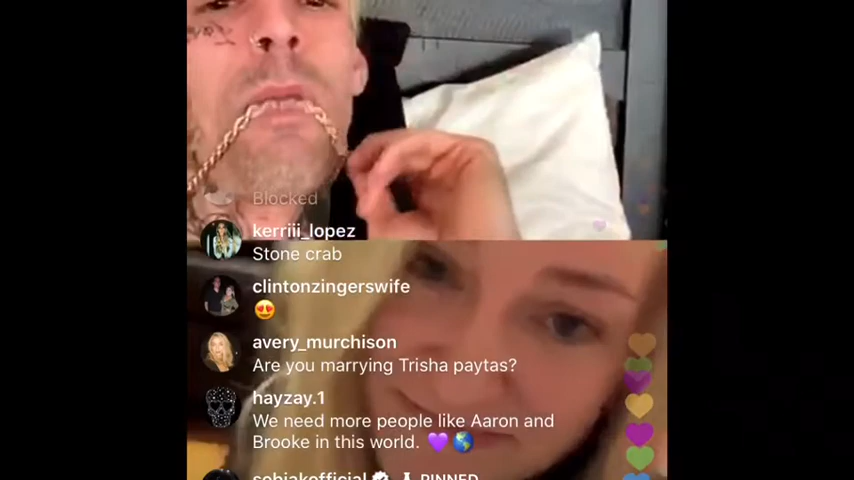 Blocked
kerriii_lopez
Stone crab
clintonzingerswife
😍
avery_murchison
Are you marrying Trisha paytas?
hayzay.1
We need more people like Aaron and
Brooke in this world. 💜🌎
sobjakofficial PINNED